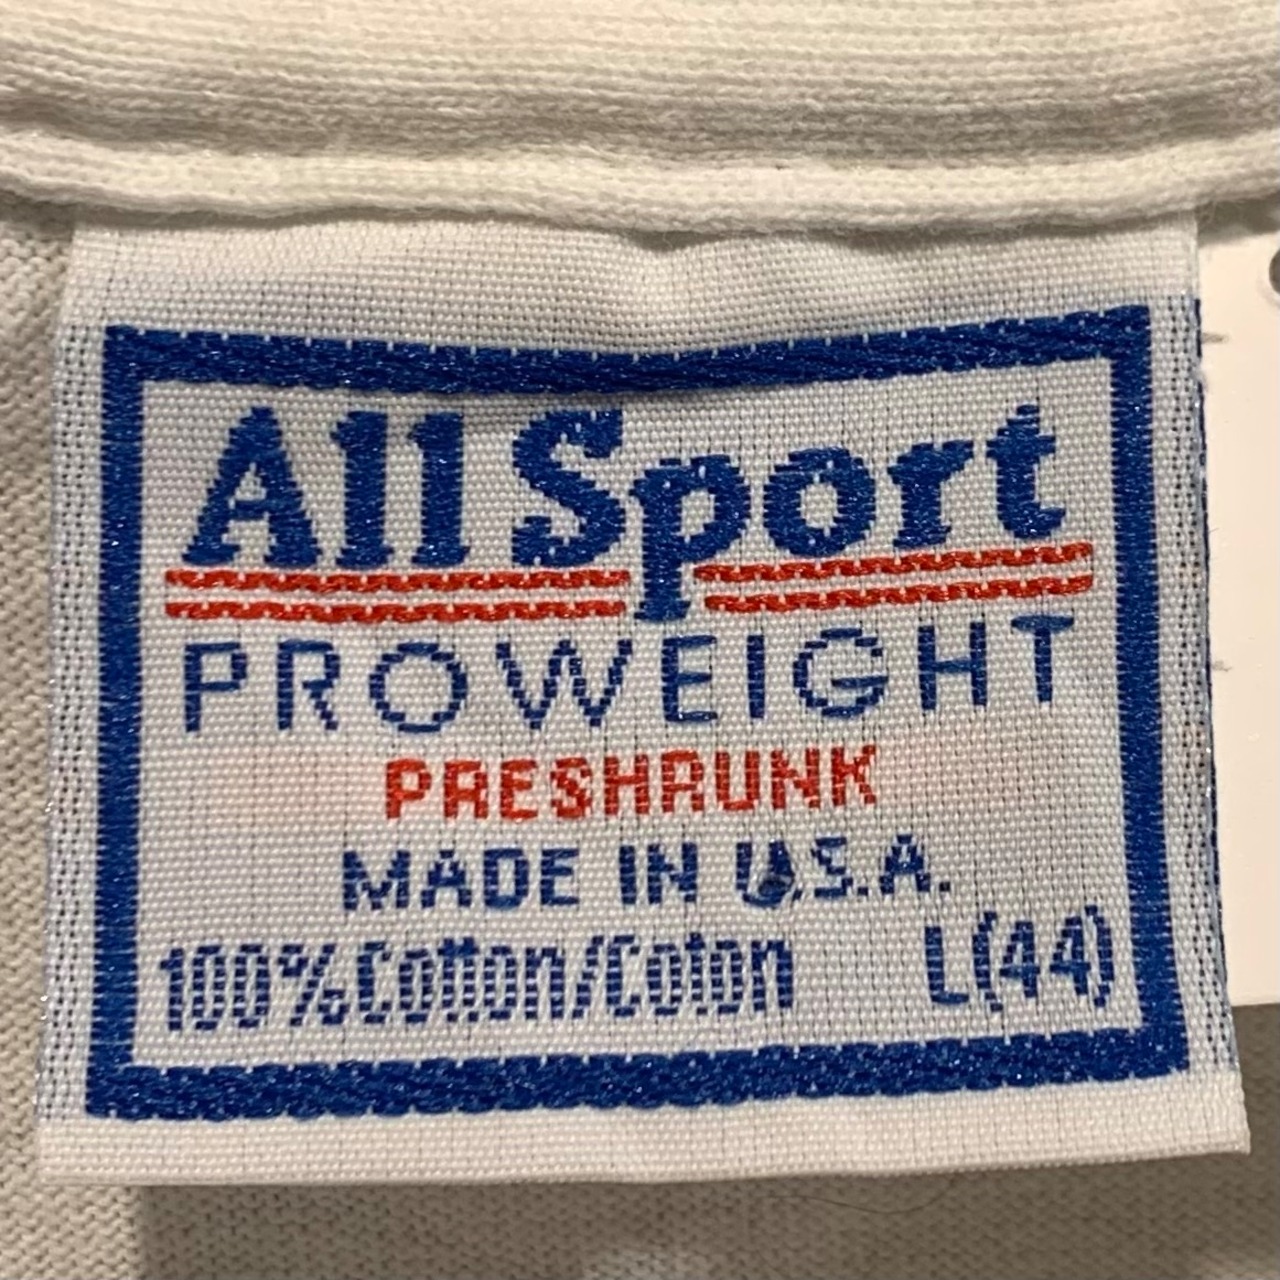 All Sport
PROWEIGHT
PRESHRUNK
MADE IN U.S.A.
100% Cotton/Coton L(44)